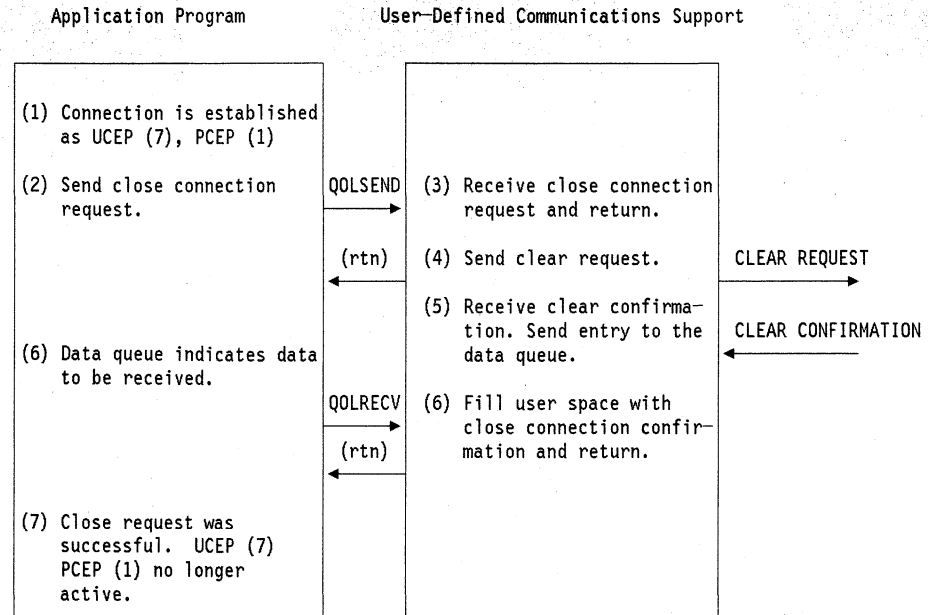 Application Program
User-Defined Communications Support
(1) Connection is established
as UCEP (7), PCEP (1)
(2) Send close connection
request.
QOLSEND
(3) Receive close connection
request and return.
(rtn)
(4) Send clear request.
CLEAR REQUEST
(5) Receive clear confirma-
tion. Send entry to the
data queue.
CLEAR CONFIRMATION
(6) Data queue indicates data
to be received.
QOLRECV
(6) Fill user space with
close connection confir-
mation and return.
(rtn)
(7) Close request was
successful. UCEP (7)
PCEP (1) no longer
active.